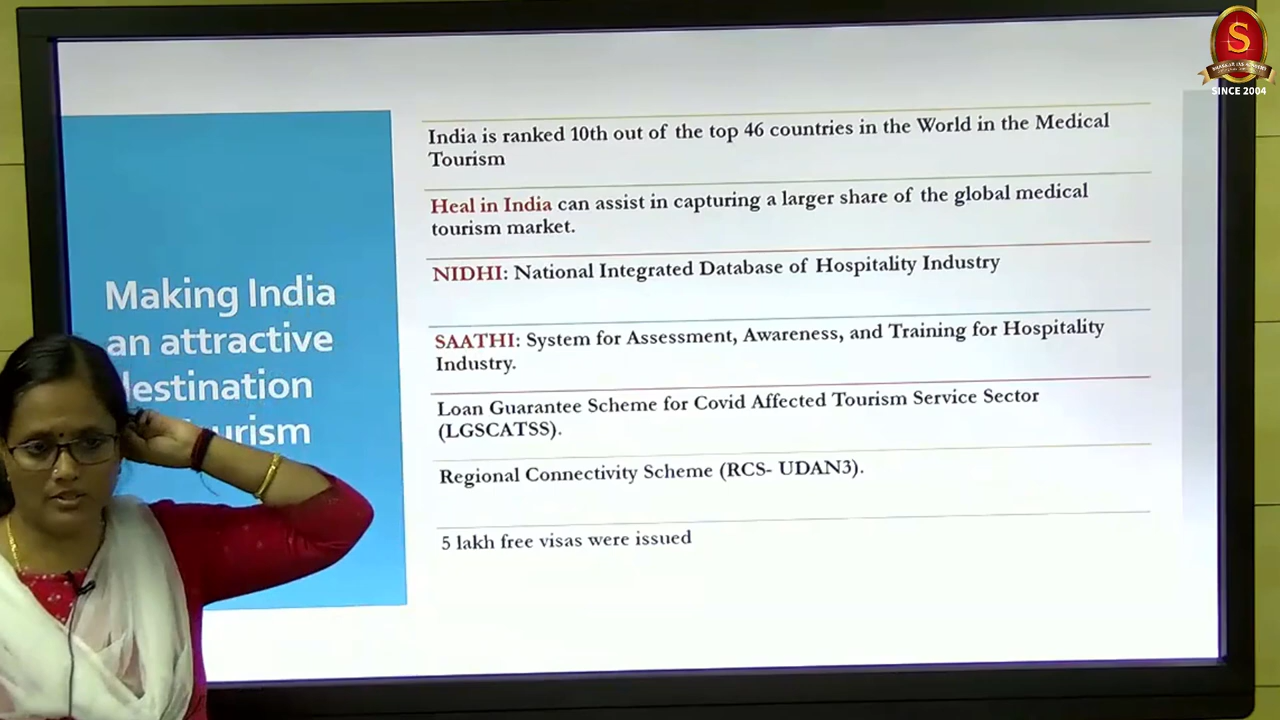 S
SINCE 2004
Making India
an attractive
destination
urism
India is ranked 10th out of the top 46 countries in the World in the Medical
Tourism
Heal in India can assist in capturing a larger share of the global medical
tourism market.
NIDHI: National Integrated Database of Hospitality Industry
SAATHI: System for Assessment, Awareness, and Training for Hospitality
Industry.
Loan Guarantee Scheme for Covid Affected Tourism Service Sector
(LGSCATSS).
Regional Connectivity Scheme (RCS- UDAN3).
5 lakh free visas were issued